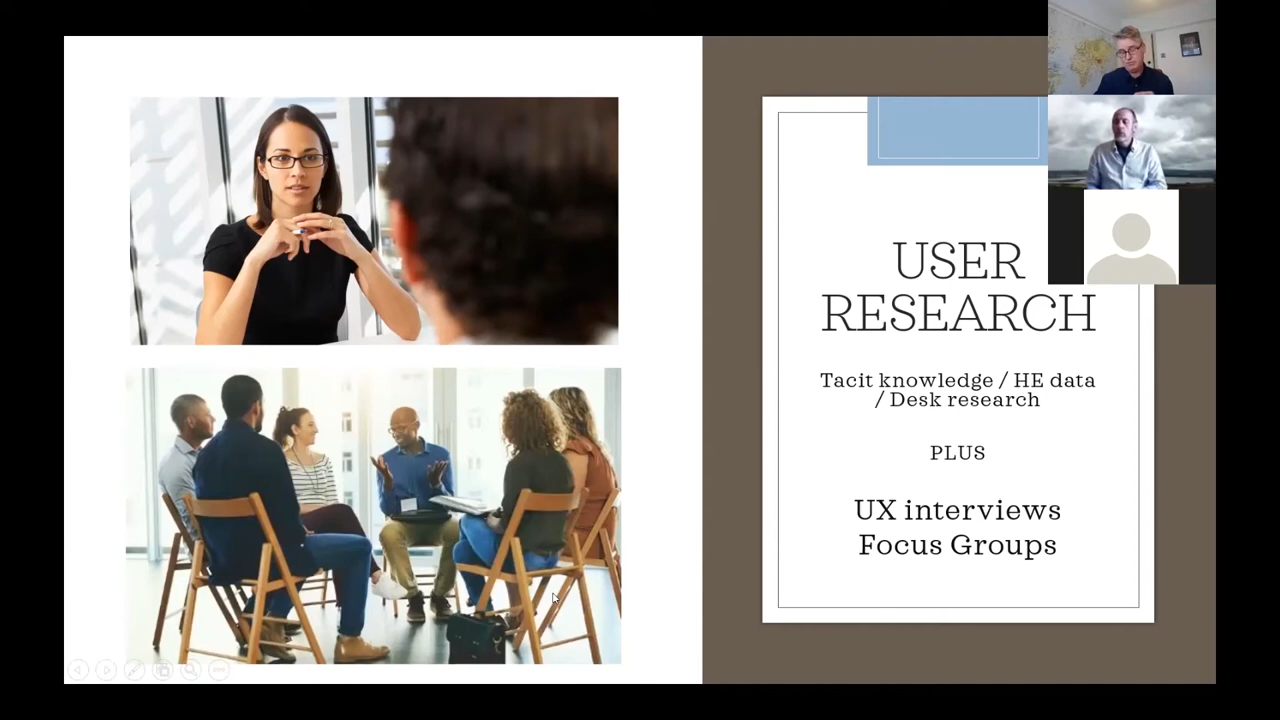 USER
RESEARCH
Tacit knowledge / HE data
/ Desk research
PLUS
UX interviews
Focus Groups